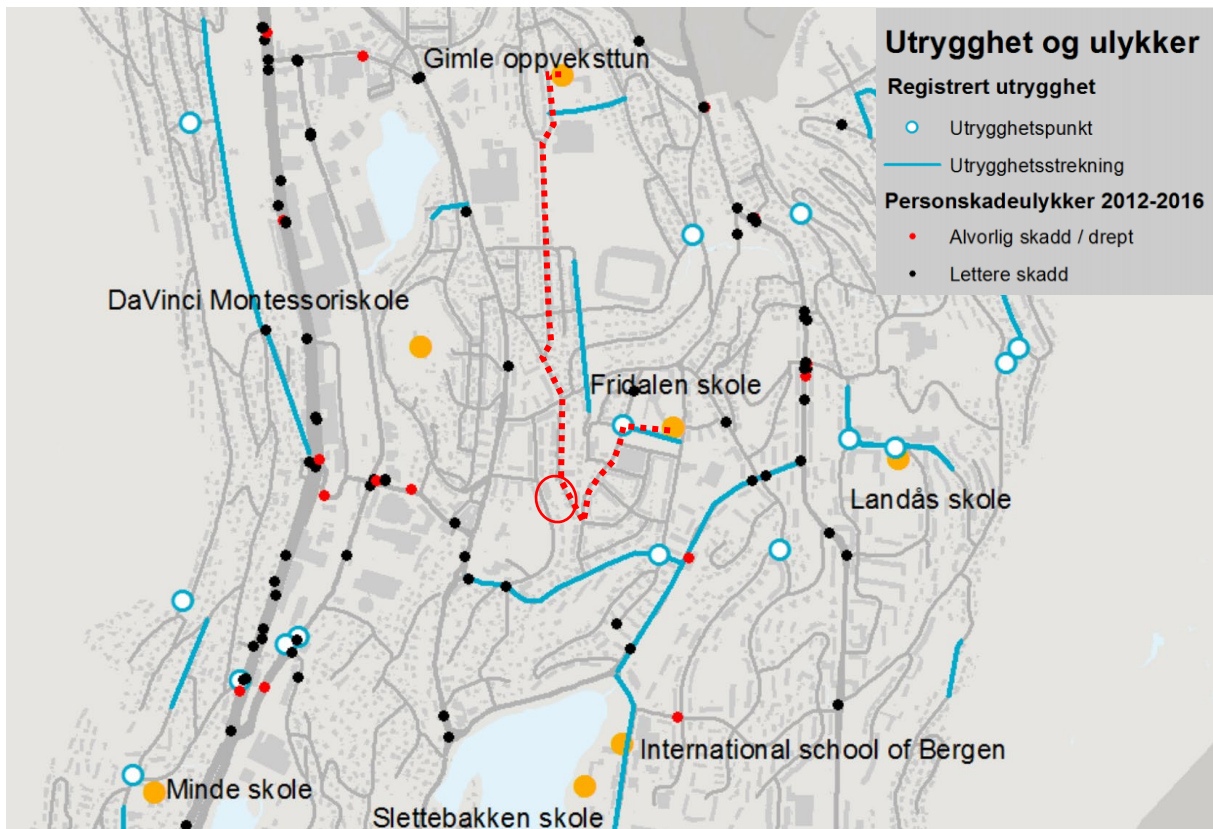 Utrygghet og ulykker
Registrert utrygghet
Utrygghetspunkt
Utrygghetsstrekning
Personskadeulykker 2012-2016
Alvorlig skadd / drept
Lettere skadd
Gimle oppveksttun
DaVinci Montessoriskole
Fridalen skole
Landås skole
International school of Bergen
Minde skole
Slettebakken skole